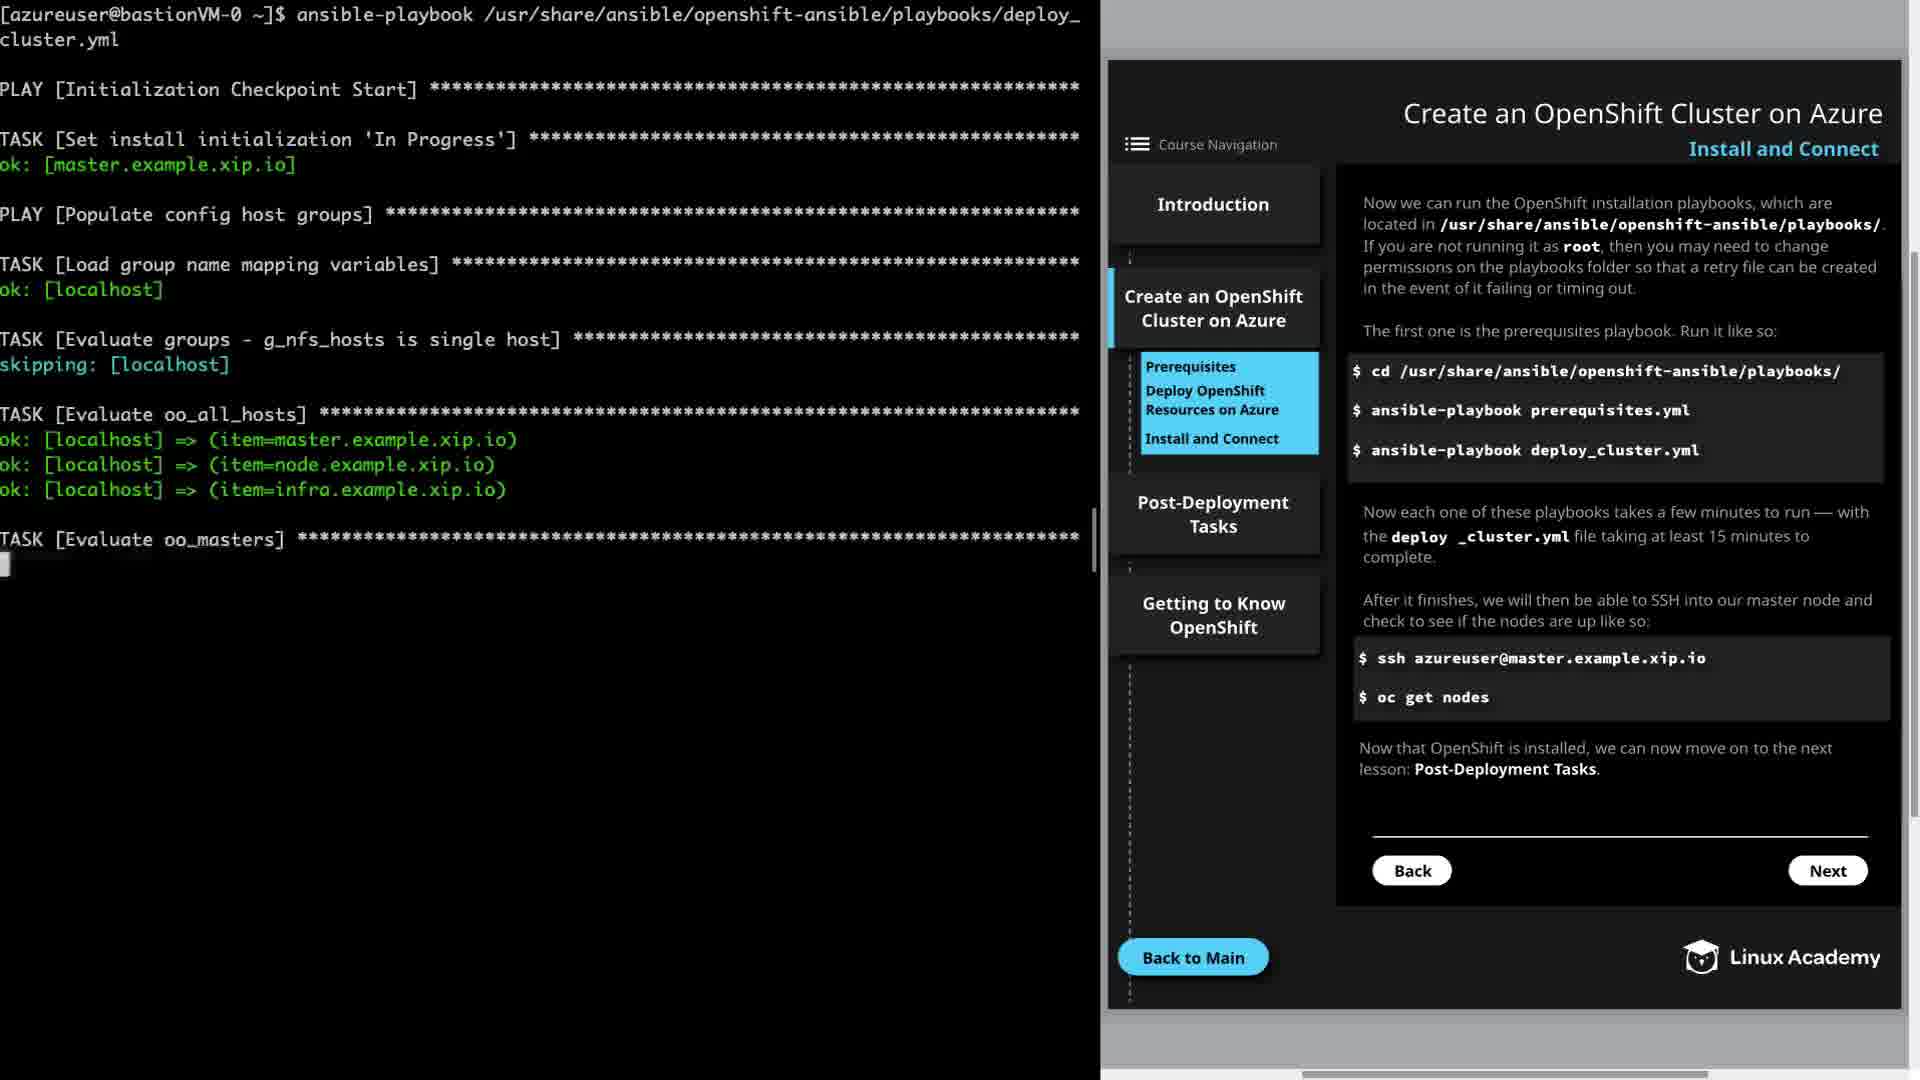 [azureuser@bastionVM-0 ~]$ ansible-playbook /usr/share/ansible/openshift-ansible/playbooks/deploy_
cluster.yml
PLAY [Initialization Checkpoint Start] ***********************************************************
TASK [Set install initialization 'In Progress'] **************************************************
ok: [master.example.xip.io]
PLAY [Populate config host groups] ***************************************************************
TASK [Load group name mapping variables] *********************************************************
ok: [localhost]
TASK [Evaluate groups - g_nfs_hosts is single host] **********************************************
skipping: [localhost]
TASK [Evaluate oo_all_hosts] *********************************************************************
ok: [localhost] => (item=master.example.xip.io)
ok: [localhost] => (item=node.example.xip.io)
ok: [localhost] => (item=infra.example.xip.io)
TASK [Evaluate oo_masters] ***********************************************************************
Create an OpenShift Cluster on Azure
Install and Connect
Course Navigation
Introduction
Create an OpenShift
Cluster on Azure
Prerequisites
Deploy OpenShift
Resources on Azure
Install and Connect
Post-Deployment
Tasks
Getting to Know
OpenShift
Back to Main
Now we can run the OpenShift installation playbooks, which are
located in /usr/share/ansible/openshift-ansible/playbooks/.
If you are not running it as root, then you may need to change
permissions on the playbooks folder so that a retry file can be created
in the event of it failing or timing out.
The first one is the prerequisites playbook. Run it like so:
$ cd /usr/share/ansible/openshift-ansible/playbooks/
$ ansible-playbook prerequisites.yml
$ ansible-playbook deploy_cluster.yml
Now each one of these playbooks takes a few minutes to run — with
the deploy _cluster.yml file taking at least 15 minutes to
complete.
After it finishes, we will then be able to SSH into our master node and
check to see if the nodes are up like so:
$ ssh azureuser@master.example.xip.io
$ oc get nodes
Now that OpenShift is installed, we can now move on to the next
lesson: Post-Deployment Tasks.
Back
Next
Linux Academy